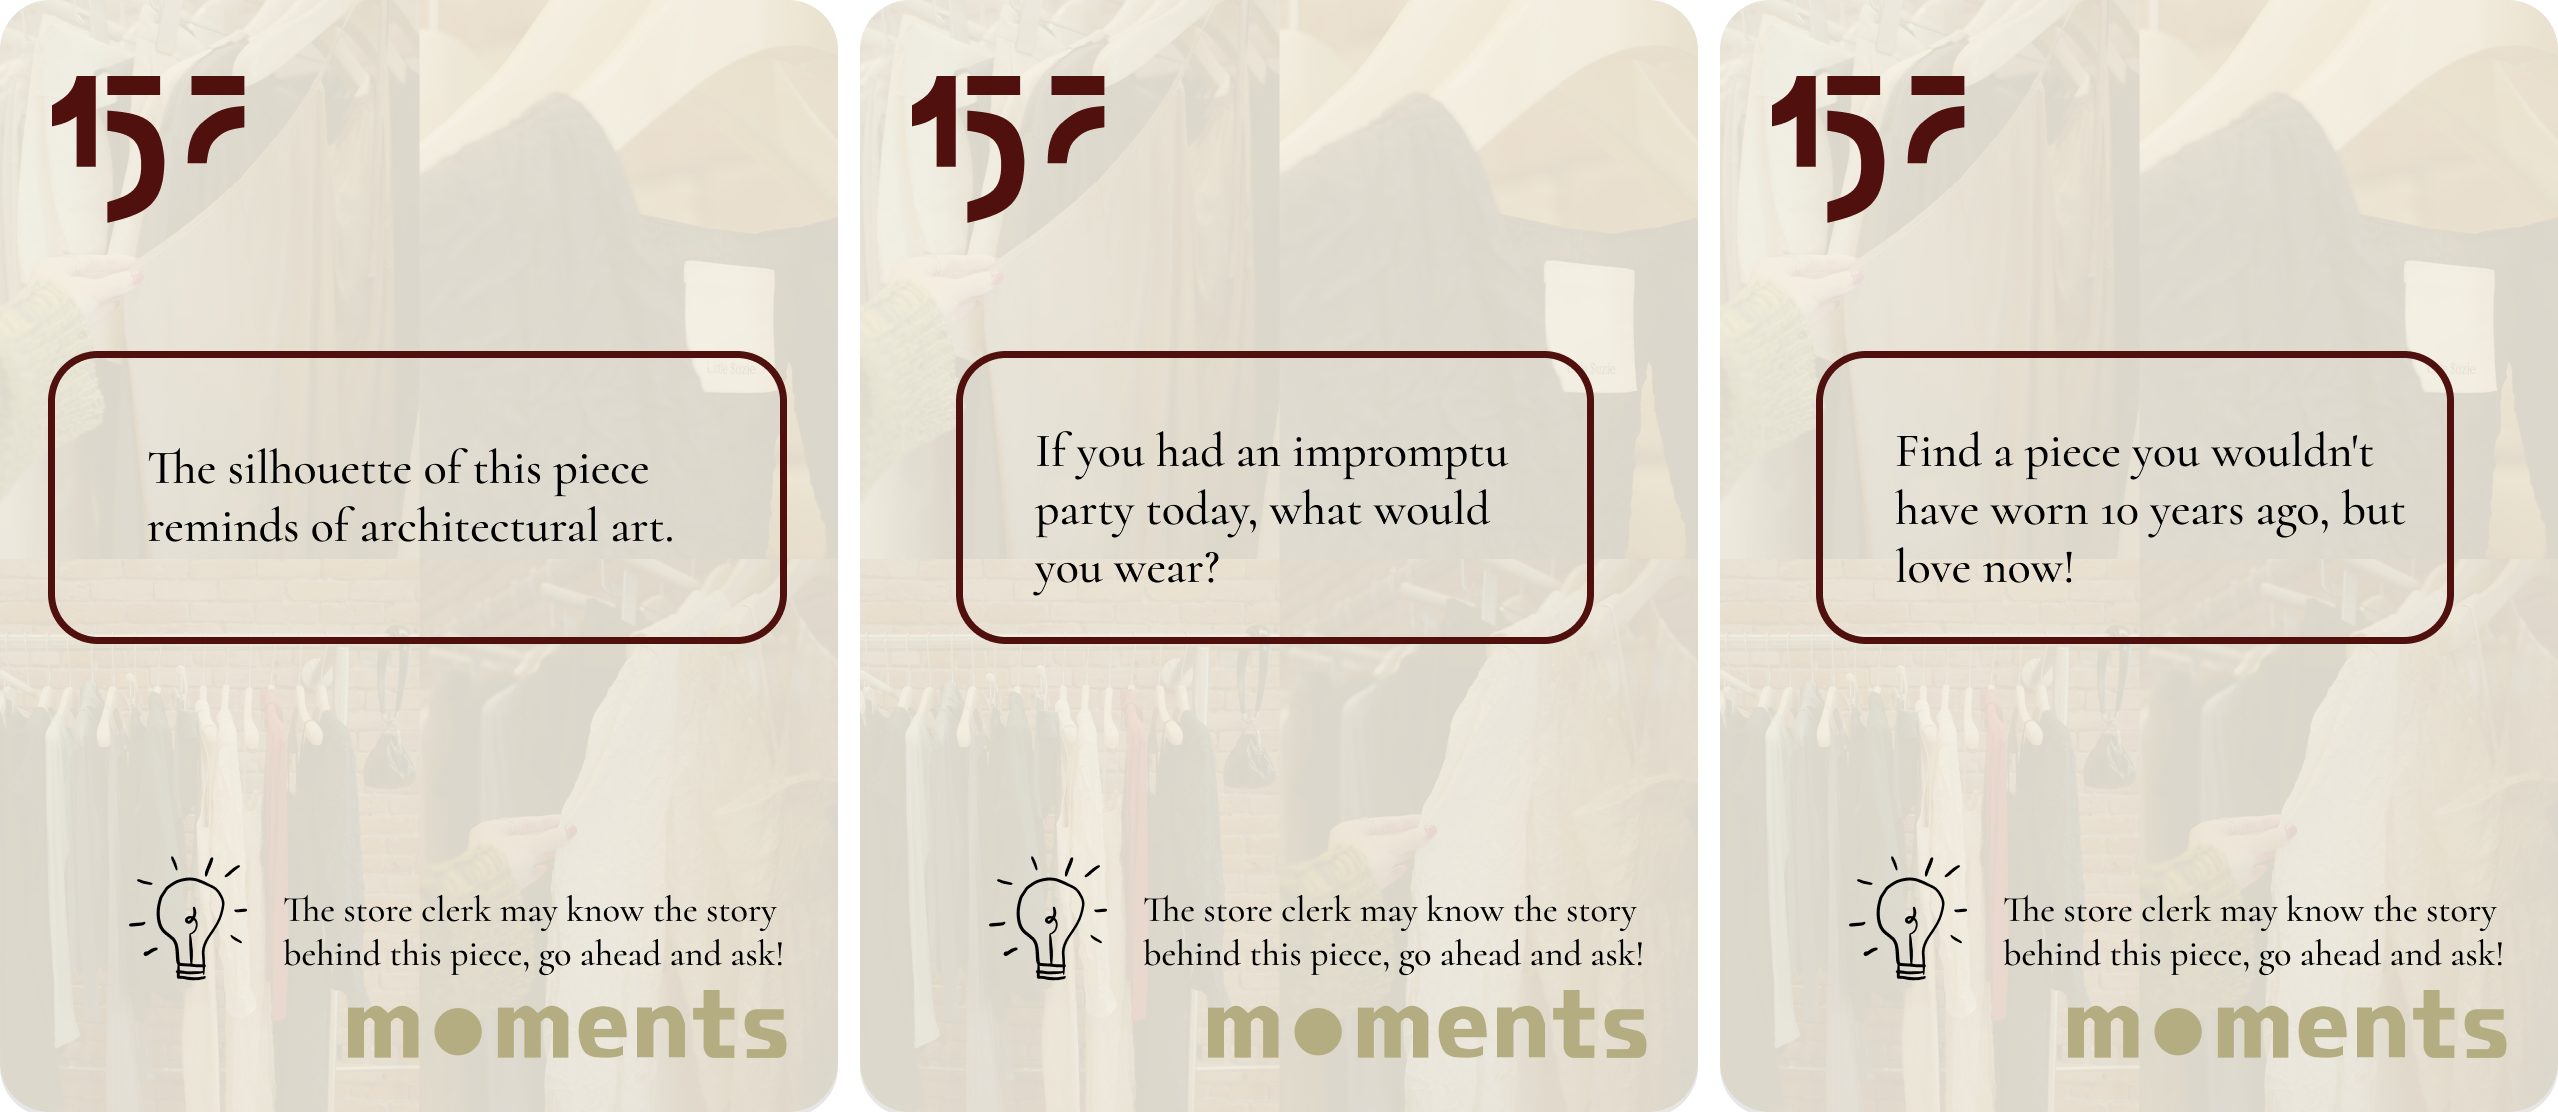 The silhouette of this piece
reminds of architectural art.
The store clerk may know the story
behind this piece, go ahead and ask!
moments
If you had an impromptu
party today, what would
you wear?
The store clerk may know the story
behind this piece, go ahead and ask!
moments
Find a piece you wouldn't
have worn 10 years ago, but
love now!
The store clerk may know the story
behind this piece, go ahead and ask!
moments